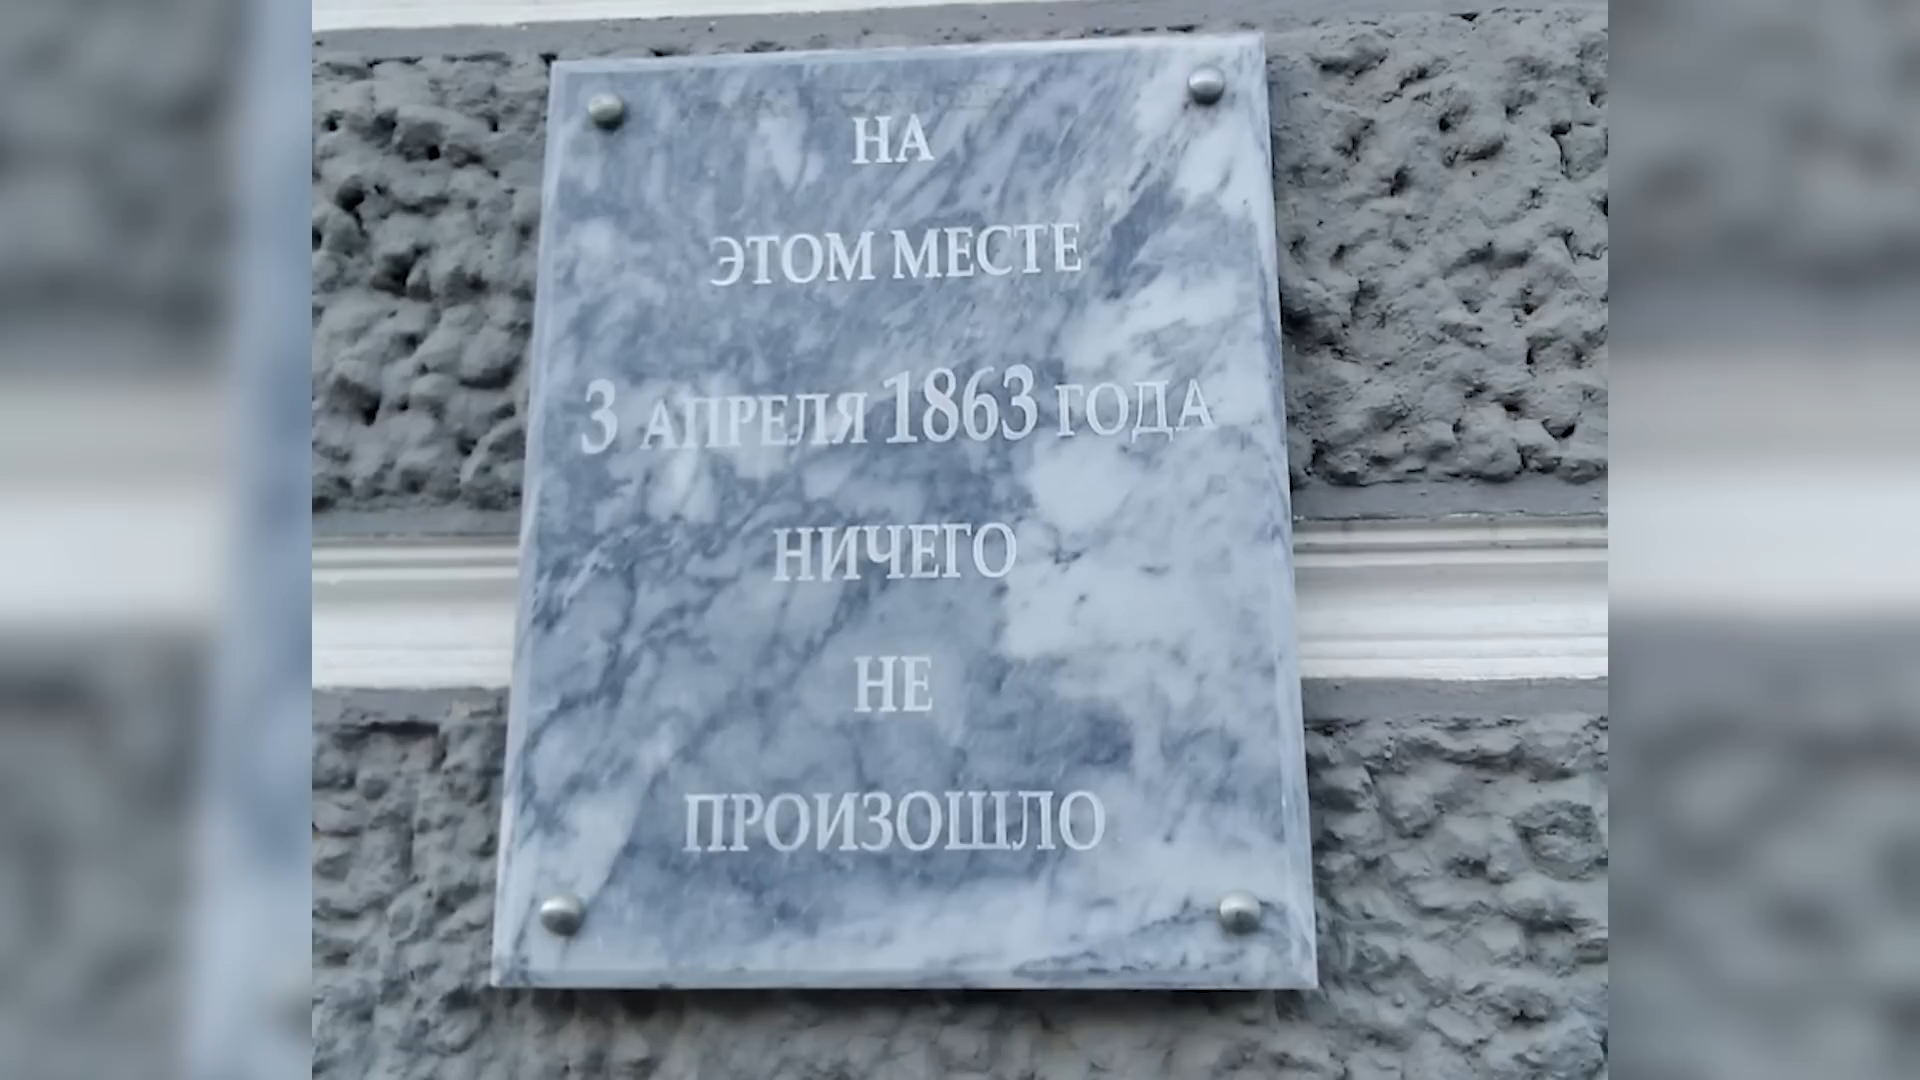 НА
ЭТОМ МЕСТЕ
3 АПРЕЛЯ 1863 ГОДА
НИЧЕГО
НЕ
ПРОИЗОШЛО